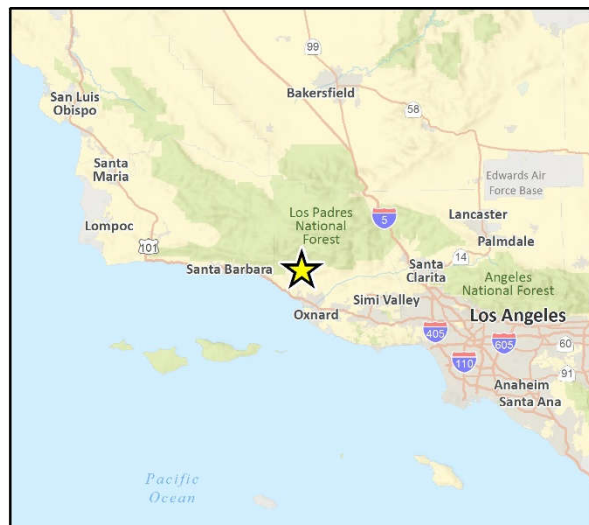 99
Bakersfield
San Luis
Obispo
58
Santa
Maria
Edwards Air
Force Base
Los Padres
National
Forest
5
Lancaster
Lompoc
101
Palmdale
14
Santa Barbara
Santa
Clarita
Angeles
National Forest
Simi Valley
Oxnard
Los Angeles
405
605
60
110
91
Anaheim
Santa Ana
Pacific
Ocean